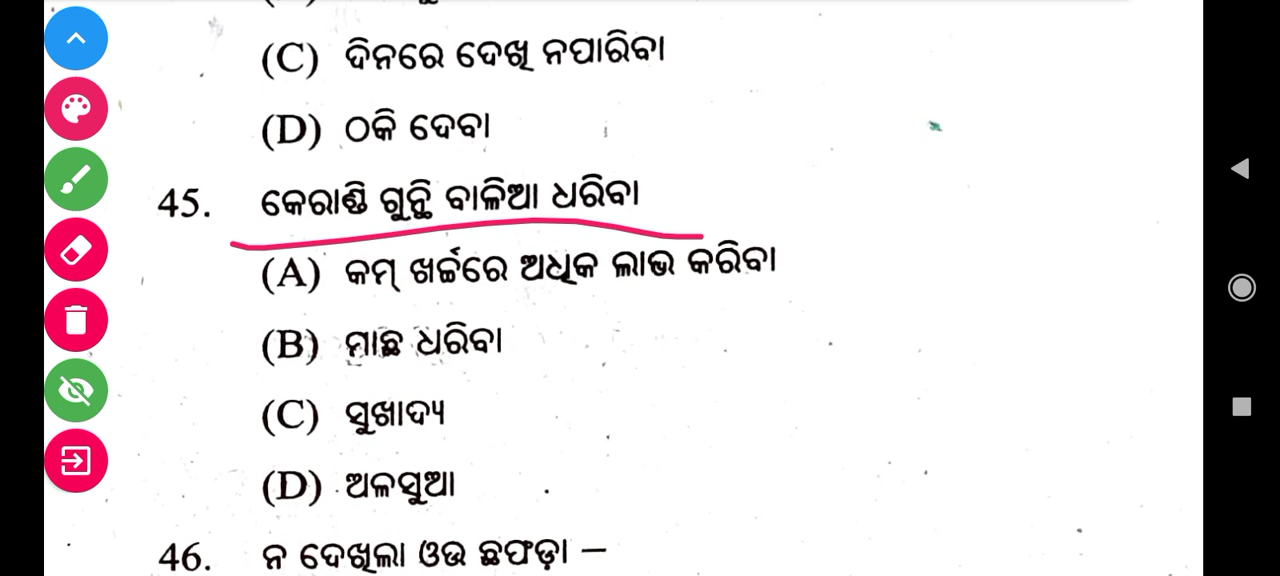 (C) ଦିନରେ ଦେଖି ନପାରିବା
(D) ଠକି ଦେବା
45. କେରାଣ୍ଡି ଗୁନ୍ଥି ବାଳିଆ ଧରିବା
(A) କମ୍ ଖର୍ଚ୍ଚରେ ଅଧିକ ଲାଭ କରିବା
(B) ମାଛ ଧରିବା
(C) ସୁଖାଦ୍ୟ
(D) ଅଳସୁଆ
46. ନ ଦେଖିଲା ଓଉ ଛଫଡ଼ା —